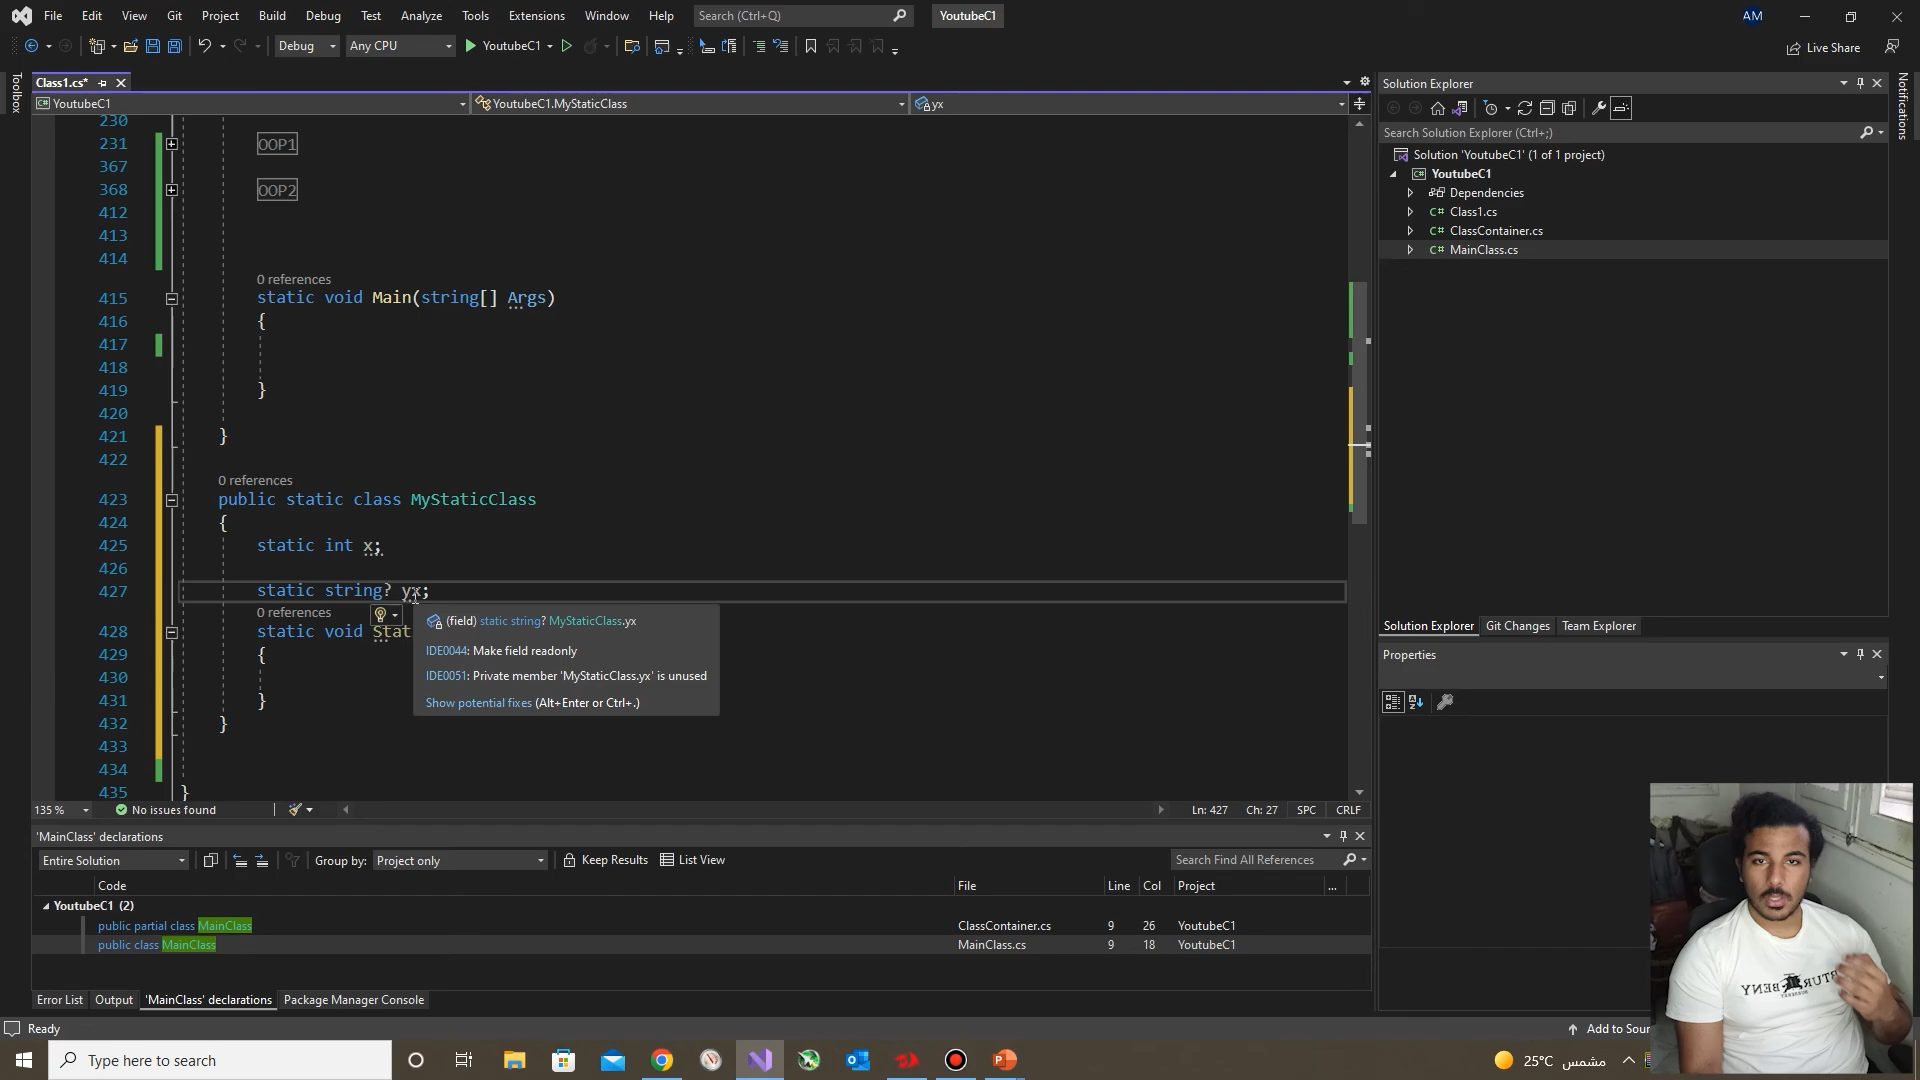 File Edit View Git Project Build Debug Test Analyze Tools Extensions Window Help Search (Ctrl+Q) YoutubeC1 AM
Debug Any CPU YoutubeC1 Live Share
Toolbox
Class1.cs*
YoutubeC1 YoutubeC1.MyStaticClass yx
230
231 OOP1
367
368 OOP2
412
413
414
0 references
415 static void Main(string[] Args)
416 {
417
418
419 }
420
421 }
422
0 references
423 public static class MyStaticClass
424 {
425 static int x;
426
427 static string? yx;
0 references
428 static void Stat
429 {
430
431 }
432 }
433
434
435 }
(field) static string? MyStaticClass.yx
IDE0044: Make field readonly
IDE0051: Private member 'MyStaticClass.yx' is unused
Show potential fixes (Alt+Enter or Ctrl+.)
135 % No issues found Ln: 427 Ch: 27 SPC CRLF
'MainClass' declarations
Entire Solution Group by: Project only Keep Results List View Search Find All References
Code File Line Col Project ...
YoutubeC1 (2)
public partial class MainClass ClassContainer.cs 9 26 YoutubeC1
public class MainClass MainClass.cs 9 18 YoutubeC1
Error List Output 'MainClass' declarations Package Manager Console
Solution Explorer
Search Solution Explorer (Ctrl+;)
Solution 'YoutubeC1' (1 of 1 project)
YoutubeC1
Dependencies
C# Class1.cs
C# ClassContainer.cs
C# MainClass.cs
Solution Explorer Git Changes Team Explorer
Properties
Notifications
Ready Add to Sour
Type here to search 25°C مشمس